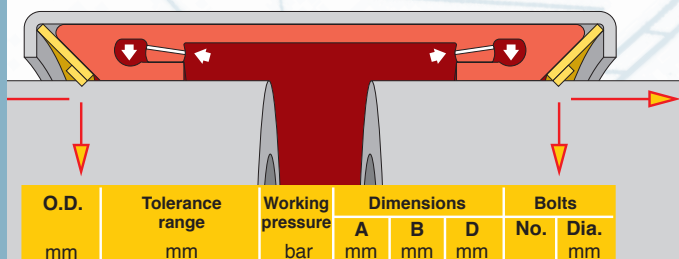 O.D. Tolerance Working Dimensions Bolts
range pressure A B D No. Dia.
mm mm bar mm mm mm mm